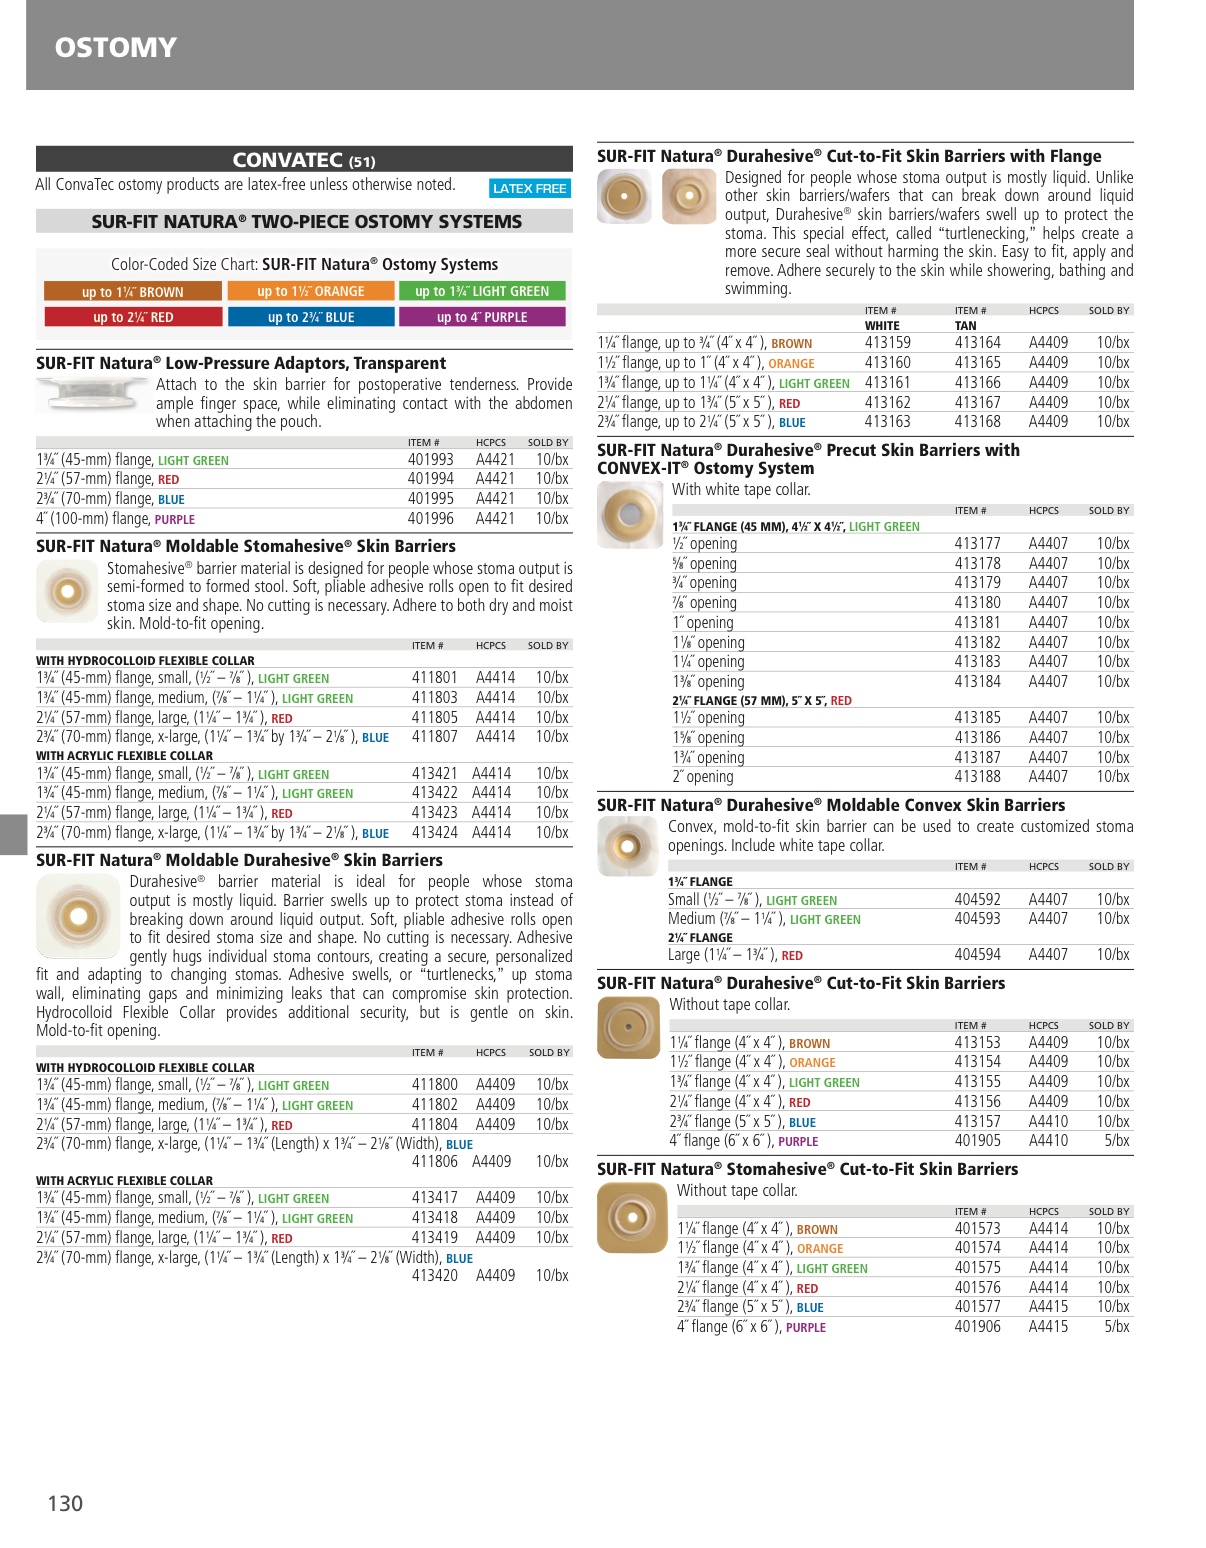 OSTOMY
CONVATEC (51)
All ConvaTec ostomy products are latex-free unless otherwise noted.
LATEX FREE
SUR-FIT NATURA® TWO-PIECE OSTOMY SYSTEMS
Color-Coded Size Chart: SUR-FIT Natura® Ostomy Systems
up to 1¼˝ BROWN up to 1½˝ ORANGE up to 1¾˝ LIGHT GREEN
up to 2¼˝ RED up to 2¾˝ BLUE up to 4˝ PURPLE
SUR-FIT Natura® Low-Pressure Adaptors, Transparent
Attach to the skin barrier for postoperative tenderness. Provide
ample finger space, while eliminating contact with the abdomen
when attaching the pouch.
ITEM # HCPCS SOLD BY
1¾˝ (45-mm) flange, LIGHT GREEN 401993 A4421 10/bx
2¼˝ (57-mm) flange, RED 401994 A4421 10/bx
2¾˝ (70-mm) flange, BLUE 401995 A4421 10/bx
4˝ (100-mm) flange, PURPLE 401996 A4421 10/bx
SUR-FIT Natura® Moldable Stomahesive® Skin Barriers
Stomahesive® barrier material is designed for people whose stoma output is
semi-formed to formed stool. Soft, pliable adhesive rolls open to fit desired
stoma size and shape. No cutting is necessary. Adhere to both dry and moist
skin. Mold-to-fit opening.
ITEM # HCPCS SOLD BY
WITH HYDROCOLLOID FLEXIBLE COLLAR
1¾˝ (45-mm) flange, small, (½˝ – ⅞˝ ), LIGHT GREEN 411801 A4414 10/bx
1¾˝ (45-mm) flange, medium, (⅞˝ – 1¼˝ ), LIGHT GREEN 411803 A4414 10/bx
2¼˝ (57-mm) flange, large, (1¼˝ – 1¾˝ ), RED 411805 A4414 10/bx
2¾˝ (70-mm) flange, x-large, (1¼˝ – 1¾˝ by 1¾˝ – 2⅛˝ ), BLUE 411807 A4414 10/bx
WITH ACRYLIC FLEXIBLE COLLAR
1¾˝ (45-mm) flange, small, (½˝ – ⅞˝ ), LIGHT GREEN 413421 A4414 10/bx
1¾˝ (45-mm) flange, medium, (⅞˝ – 1¼˝ ), LIGHT GREEN 413422 A4414 10/bx
2¼˝ (57-mm) flange, large, (1¼˝ – 1¾˝ ), RED 413423 A4414 10/bx
2¾˝ (70-mm) flange, x-large, (1¼˝ – 1¾˝ by 1¾˝ – 2⅛˝ ), BLUE 413424 A4414 10/bx
SUR-FIT Natura® Moldable Durahesive® Skin Barriers
Durahesive® barrier material is ideal for people whose stoma
output is mostly liquid. Barrier swells up to protect stoma instead of
breaking down around liquid output. Soft, pliable adhesive rolls open
to fit desired stoma size and shape. No cutting is necessary. Adhesive
gently hugs individual stoma contours, creating a secure, personalized
fit and adapting to changing stomas. Adhesive swells, or “turtlenecks,” up stoma
wall, eliminating gaps and minimizing leaks that can compromise skin protection.
Hydrocolloid Flexible Collar provides additional security, but is gentle on skin.
Mold-to-fit opening.
ITEM # HCPCS SOLD BY
WITH HYDROCOLLOID FLEXIBLE COLLAR
1¾˝ (45-mm) flange, small, (½˝ – ⅞˝ ), LIGHT GREEN 411800 A4409 10/bx
1¾˝ (45-mm) flange, medium, (⅞˝ – 1¼˝ ), LIGHT GREEN 411802 A4409 10/bx
2¼˝ (57-mm) flange, large, (1¼˝ – 1¾˝ ), RED 411804 A4409 10/bx
2¾˝ (70-mm) flange, x-large, (1¼˝ – 1¾˝ (Length) x 1¾˝ – 2⅛˝ (Width), BLUE
411806 A4409 10/bx
WITH ACRYLIC FLEXIBLE COLLAR
1¾˝ (45-mm) flange, small, (½˝ – ⅞˝ ), LIGHT GREEN 413417 A4409 10/bx
1¾˝ (45-mm) flange, medium, (⅞˝ – 1¼˝ ), LIGHT GREEN 413418 A4409 10/bx
2¼˝ (57-mm) flange, large, (1¼˝ – 1¾˝ ), RED 413419 A4409 10/bx
2¾˝ (70-mm) flange, x-large, (1¼˝ – 1¾˝ (Length) x 1¾˝ – 2⅛˝ (Width), BLUE
413420 A4409 10/bx
SUR-FIT Natura® Durahesive® Cut-to-Fit Skin Barriers with Flange
Designed for people whose stoma output is mostly liquid. Unlike
other skin barriers/wafers that can break down around liquid
output, Durahesive® skin barriers/wafers swell up to protect the
stoma. This special effect, called “turtlenecking,” helps create a
more secure seal without harming the skin. Easy to fit, apply and
remove. Adhere securely to the skin while showering, bathing and
swimming.
ITEM # ITEM # HCPCS SOLD BY
WHITE TAN
1¼˝ flange, up to ¾˝ (4˝ x 4˝ ), BROWN 413159 413164 A4409 10/bx
1½˝ flange, up to 1˝ (4˝ x 4˝ ), ORANGE 413160 413165 A4409 10/bx
1¾˝ flange, up to 1¼˝ (4˝ x 4˝ ), LIGHT GREEN 413161 413166 A4409 10/bx
2¼˝ flange, up to 1¾˝ (5˝ x 5˝ ), RED 413162 413167 A4409 10/bx
2¾˝ flange, up to 2¼˝ (5˝ x 5˝ ), BLUE 413163 413168 A4409 10/bx
SUR-FIT Natura® Durahesive® Precut Skin Barriers with
CONVEX-IT® Ostomy System
With white tape collar.
ITEM # HCPCS SOLD BY
1¾˝ FLANGE (45 MM), 4½˝ X 4½˝, LIGHT GREEN
½˝ opening 413177 A4407 10/bx
⅝˝ opening 413178 A4407 10/bx
¾˝ opening 413179 A4407 10/bx
⅞˝ opening 413180 A4407 10/bx
1˝ opening 413181 A4407 10/bx
1⅛˝ opening 413182 A4407 10/bx
1¼˝ opening 413183 A4407 10/bx
1⅜˝ opening 413184 A4407 10/bx
2¼˝ FLANGE (57 MM), 5˝ X 5˝, RED
1½˝ opening 413185 A4407 10/bx
1⅝˝ opening 413186 A4407 10/bx
1¾˝ opening 413187 A4407 10/bx
2˝ opening 413188 A4407 10/bx
SUR-FIT Natura® Durahesive® Moldable Convex Skin Barriers
Convex, mold-to-fit skin barrier can be used to create customized stoma
openings. Include white tape collar.
ITEM # HCPCS SOLD BY
1¾˝ FLANGE
Small (½˝ – ⅞˝ ), LIGHT GREEN 404592 A4407 10/bx
Medium (⅞˝ – 1¼˝ ), LIGHT GREEN 404593 A4407 10/bx
2¼˝ FLANGE
Large (1¼˝ – 1¾˝ ), RED 404594 A4407 10/bx
SUR-FIT Natura® Durahesive® Cut-to-Fit Skin Barriers
Without tape collar.
ITEM # HCPCS SOLD BY
1¼˝ flange (4˝ x 4˝ ), BROWN 413153 A4409 10/bx
1½˝ flange (4˝ x 4˝ ), ORANGE 413154 A4409 10/bx
1¾˝ flange (4˝ x 4˝ ), LIGHT GREEN 413155 A4409 10/bx
2¼˝ flange (4˝ x 4˝ ), RED 413156 A4409 10/bx
2¾˝ flange (5˝ x 5˝ ), BLUE 413157 A4410 10/bx
4˝ flange (6˝ x 6˝ ), PURPLE 401905 A4410 5/bx
SUR-FIT Natura® Stomahesive® Cut-to-Fit Skin Barriers
Without tape collar.
ITEM # HCPCS SOLD BY
1¼˝ flange (4˝ x 4˝ ), BROWN 401573 A4414 10/bx
1½˝ flange (4˝ x 4˝ ), ORANGE 401574 A4414 10/bx
1¾˝ flange (4˝ x 4˝ ), LIGHT GREEN 401575 A4414 10/bx
2¼˝ flange (4˝ x 4˝ ), RED 401576 A4414 10/bx
2¾˝ flange (5˝ x 5˝ ), BLUE 401577 A4415 10/bx
4˝ flange (6˝ x 6˝ ), PURPLE 401906 A4415 5/bx
130